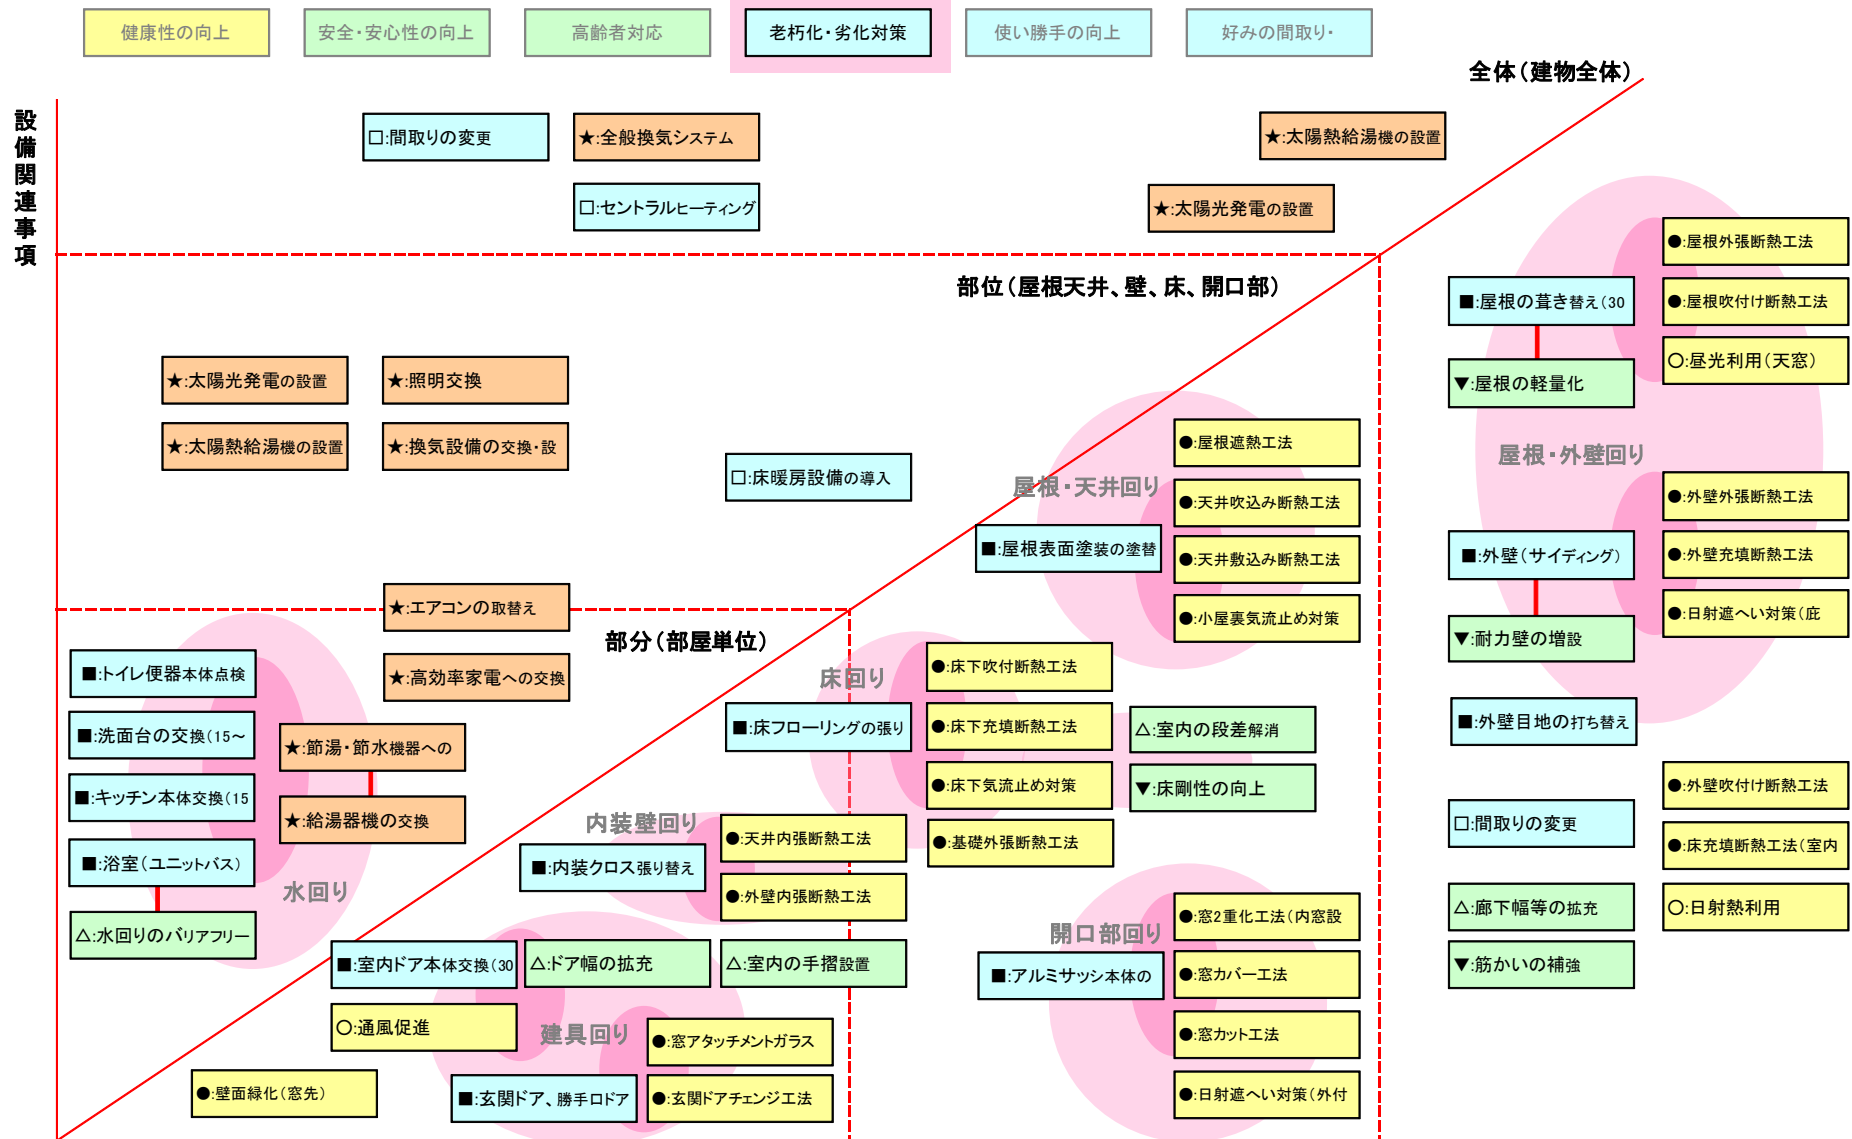 健康性の向上
安全・安心性の向上
高齢者対応
老朽化・劣化対策
使い勝手の向上
好みの間取り・
全体（建物全体）
設備関連事項
□:間取りの変更
★:全般換気システム
★:太陽熱給湯機の設置
□:セントラルヒーティング
★:太陽光発電の設置
●:屋根外張断熱工法
部位（屋根天井、壁、床、開口部）
■:屋根の葺き替え（30
●:屋根吹付け断熱工法
○:昼光利用（天窓）
▼:屋根の軽量化
★:太陽光発電の設置
★:照明交換
★:太陽熱給湯機の設置
★:換気設備の交換・設
●:屋根遮熱工法
屋根・外壁回り
□:床暖房設備の導入
屋根・天井回り
●:天井吹込み断熱工法
●:外壁外張断熱工法
■:屋根表面塗装の塗替
●:天井敷込み断熱工法
■:外壁（サイディング）
●:外壁充填断熱工法
★:エアコンの取替え
●:小屋裏気流止め対策
●:日射遮へい対策（庇
▼:耐力壁の増設
部分（部屋単位）
■:トイレ便器本体点検
★:高効率家電への交換
床回り
●:床下吹付断熱工法
■:洗面台の交換（15～
★:節湯・節水機器への
■:床フローリングの張り
●:床下充填断熱工法
△:室内の段差解消
■:外壁目地の打ち替え
■:キッチン本体交換（15
★:給湯器機の交換
●:床下気流止め対策
▼:床剛性の向上
●:外壁吹付け断熱工法
内装壁回り
●:天井内張断熱工法
●:基礎外張断熱工法
□:間取りの変更
●:床充填断熱工法（室内
■:浴室（ユニットバス）
■:内装クロス張り替え
水回り
●:外壁内張断熱工法
●:窓2重化工法（内窓設
△:廊下幅等の拡充
○:日射熱利用
△:水回りのバリアフリー
開口部回り
■:室内ドア本体交換（30
△:ドア幅の拡充
△:室内の手摺設置
■:アルミサッシ本体の
●:窓カバー工法
▼:筋かいの補強
○:通風促進
建具回り
●:窓アタッチメントガラス
●:窓カット工法
●:壁面緑化（窓先）
■:玄関ドア、勝手口ドア
●:玄関ドアチェンジ工法
●:日射遮へい対策（外付